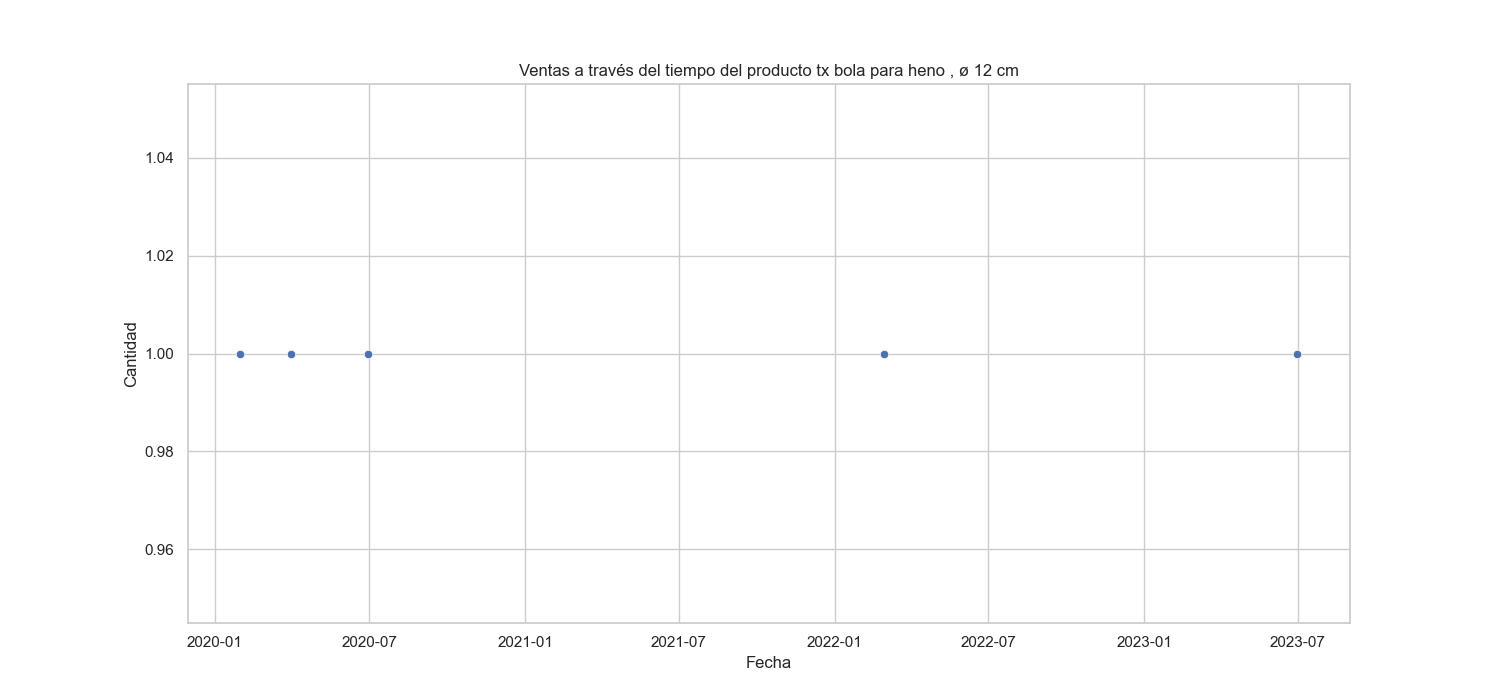 Ventas a través del tiempo del producto tx bola para heno , ø 12 cm
Cantidad
1.04
1.02
1.00
0.98
0.96
2020-01 2020-07 2021-01 2021-07 2022-01 2022-07 2023-01 2023-07
Fecha